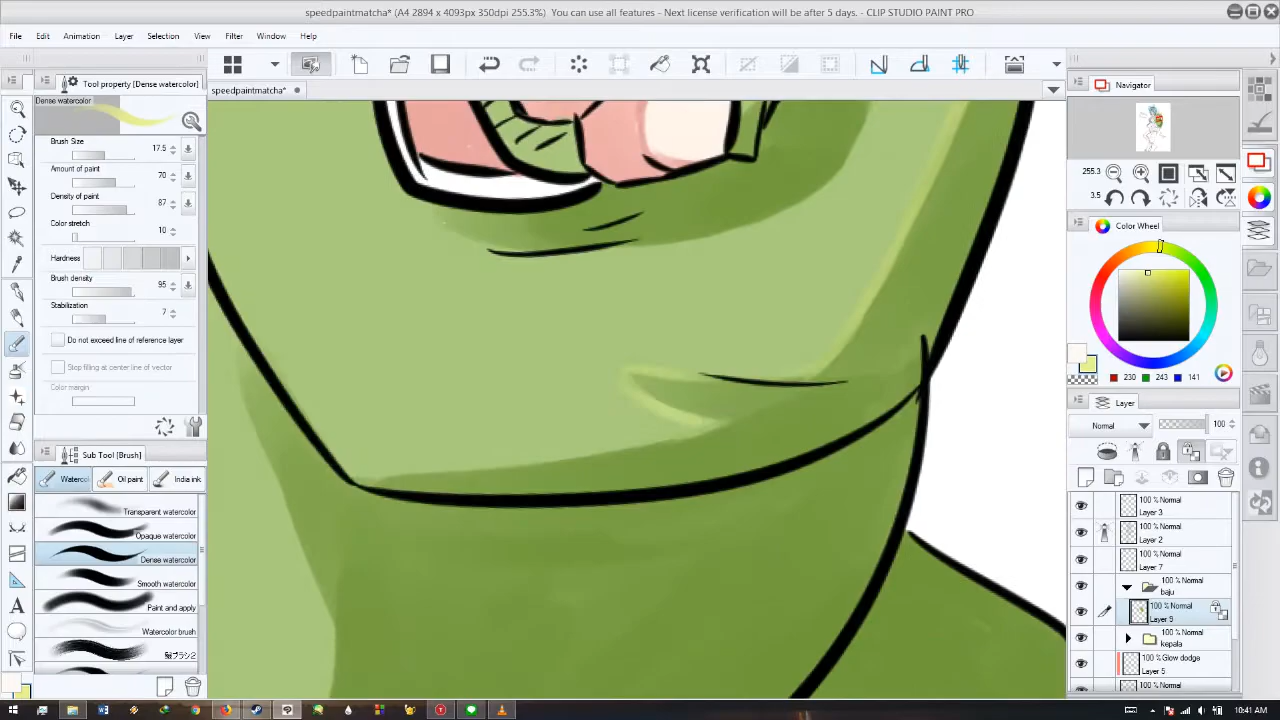 speedpaintmatcha* (A4 2894 x 4093px 350dpi 255.3%)  You can use all features - Next license verification will be after 5 days. - CLIP STUDIO PAINT PRO
File Edit Animation Layer Selection View Filter Window Help
Tool property [Dense watercolor]
speedpaintmatcha*
Navigator
Dense watercolor
Brush Size
17.5
Amount of paint
70
Density of paint
87
Color stretch
10
Hardness
Brush density
95
Stabilization
7
Do not exceed line of reference layer
Stop filling at center line of vector
Color margin
255.3
3.5
Color Wheel
230 243 141
Layer
Normal 100
Sub Tool [Brush]
Watercol Oil paint India ink
Transparent watercolor
Opaque watercolor
Dense watercolor
Smooth watercolor
Paint and apply
Watercolor brush
100 % Normal
Layer 3
100 % Normal
Layer 2
100 % Normal
Layer 7
100 % Normal
baju
100 % Normal
Layer 9
100 % Normal
kepala
100 % Glow dodge
Layer 5
100 % Normal
10:41 AM